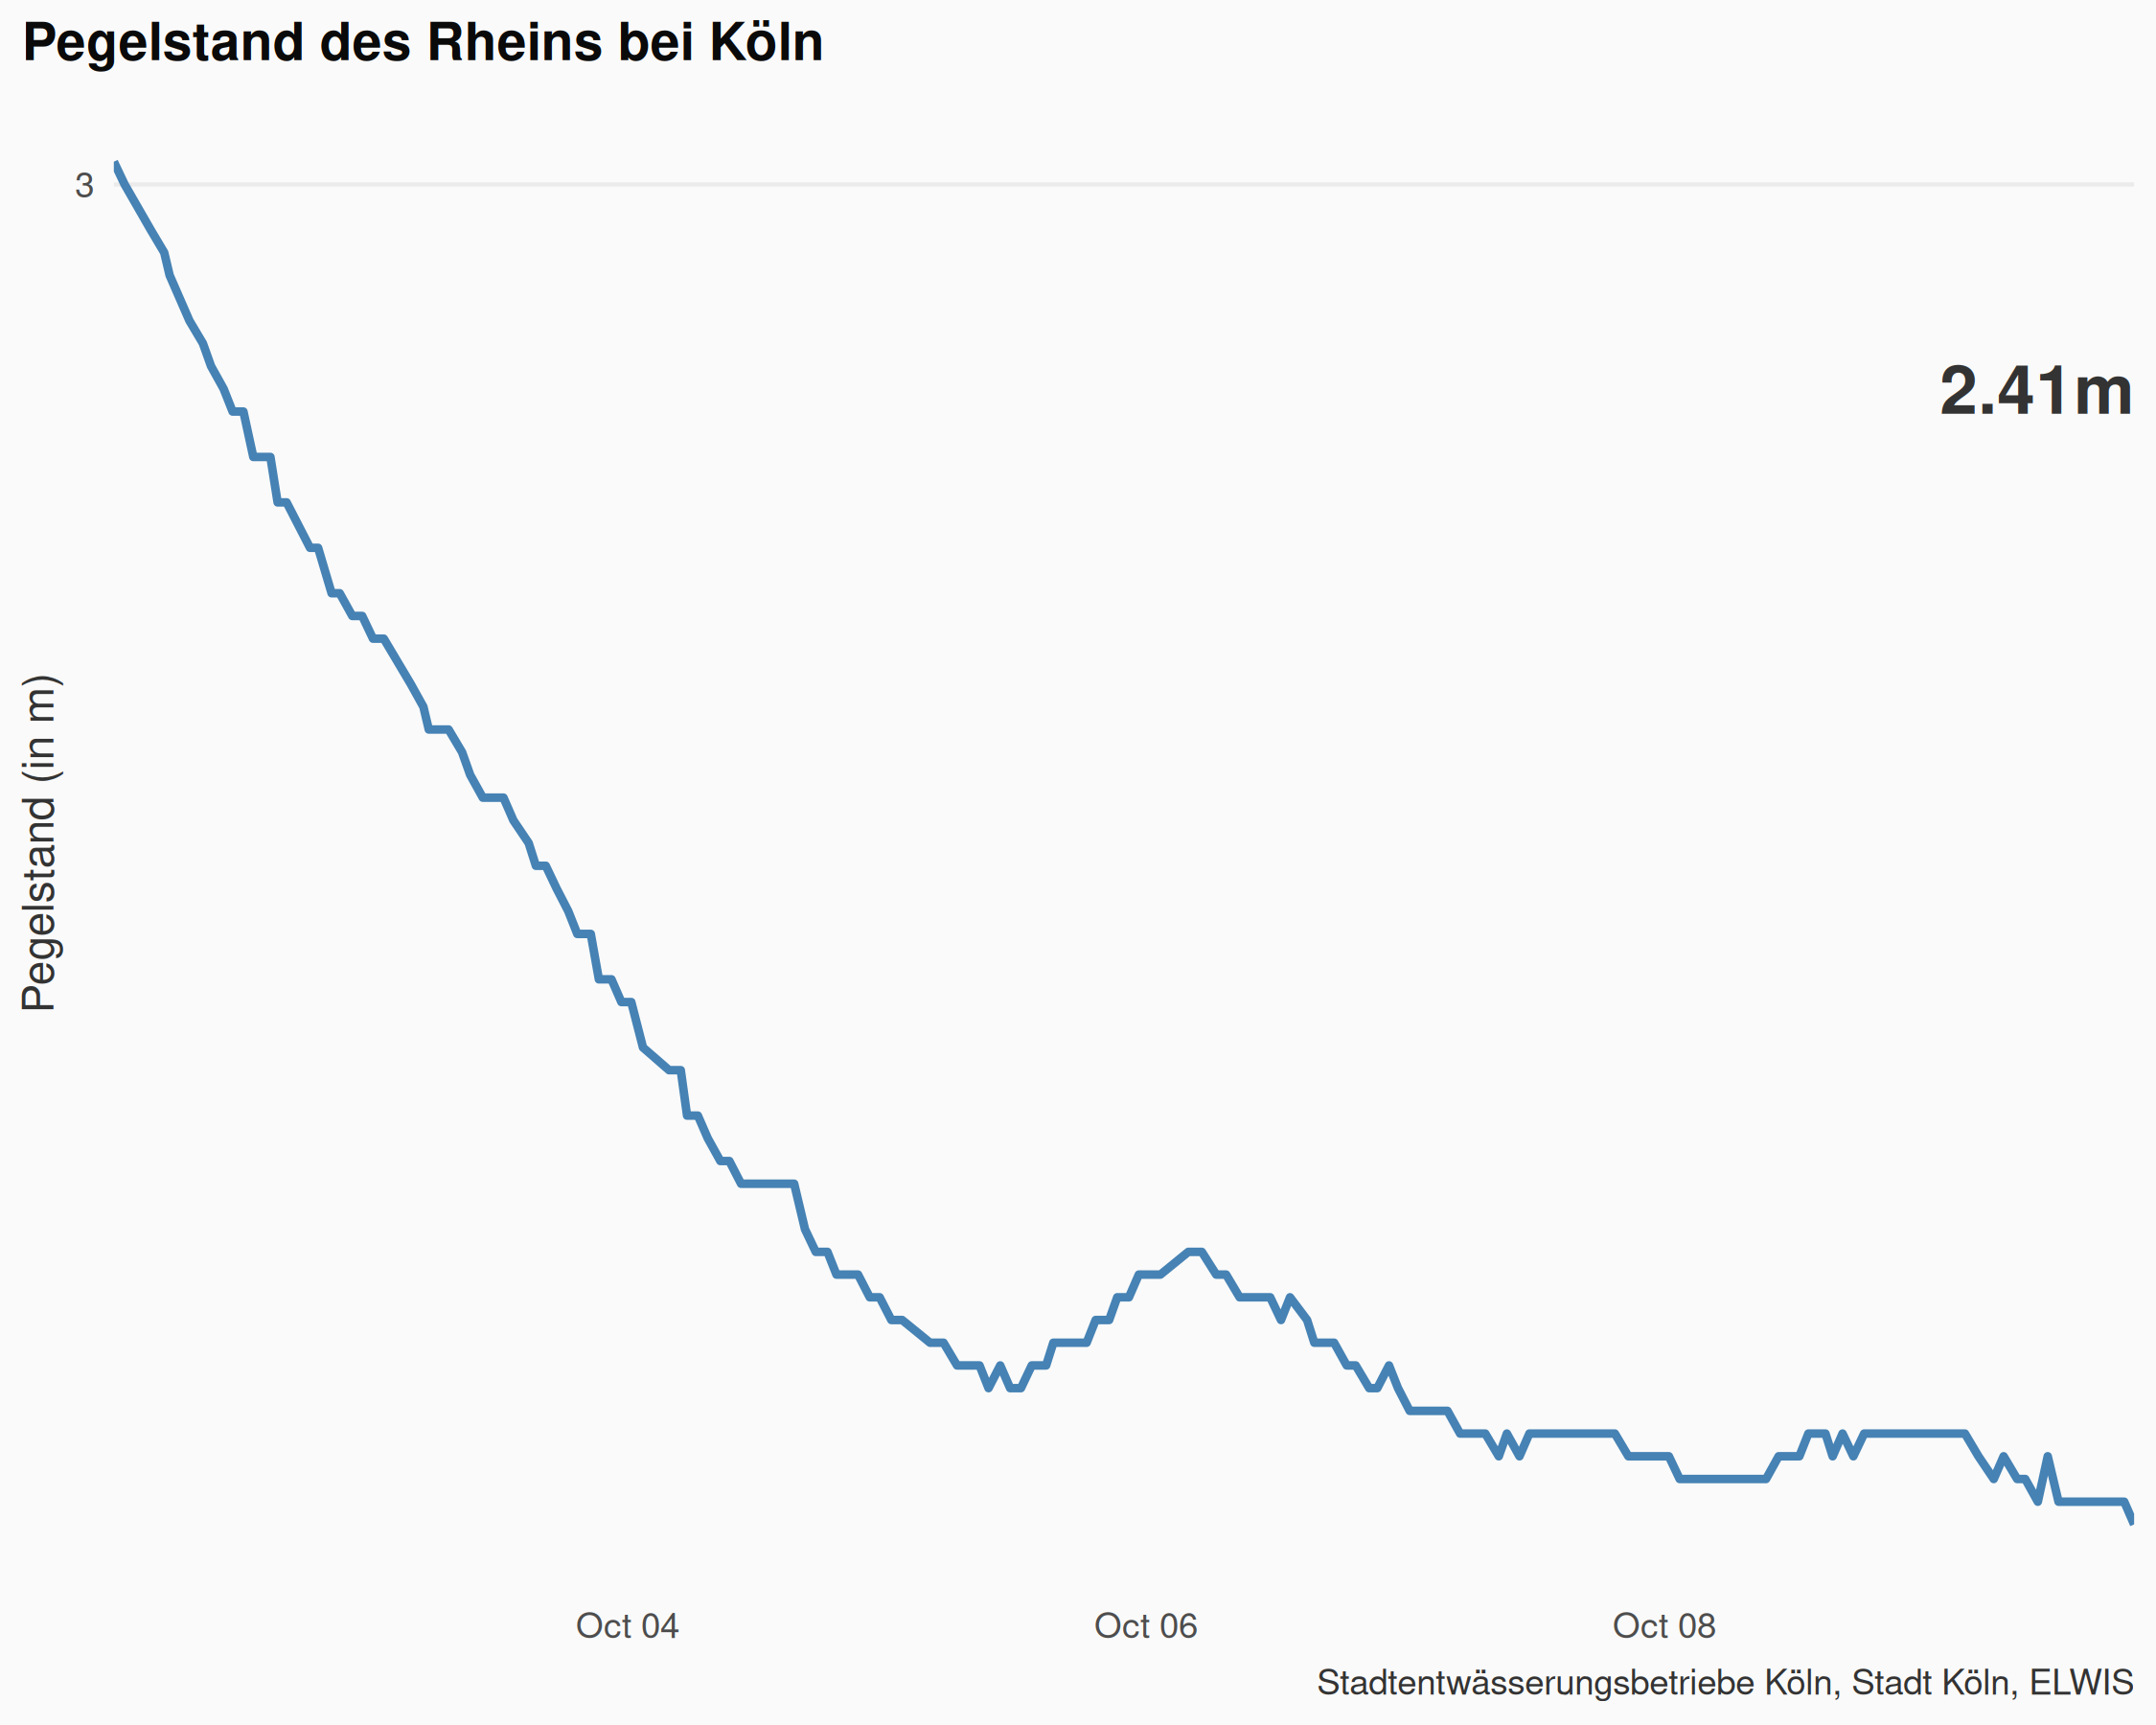 Pegelstand des Rheins bei Köln
3
2.41m
Pegelstand (in m)
Oct 04
Oct 06
Oct 08
Stadtentwässerungsbetriebe Köln, Stadt Köln, ELWIS